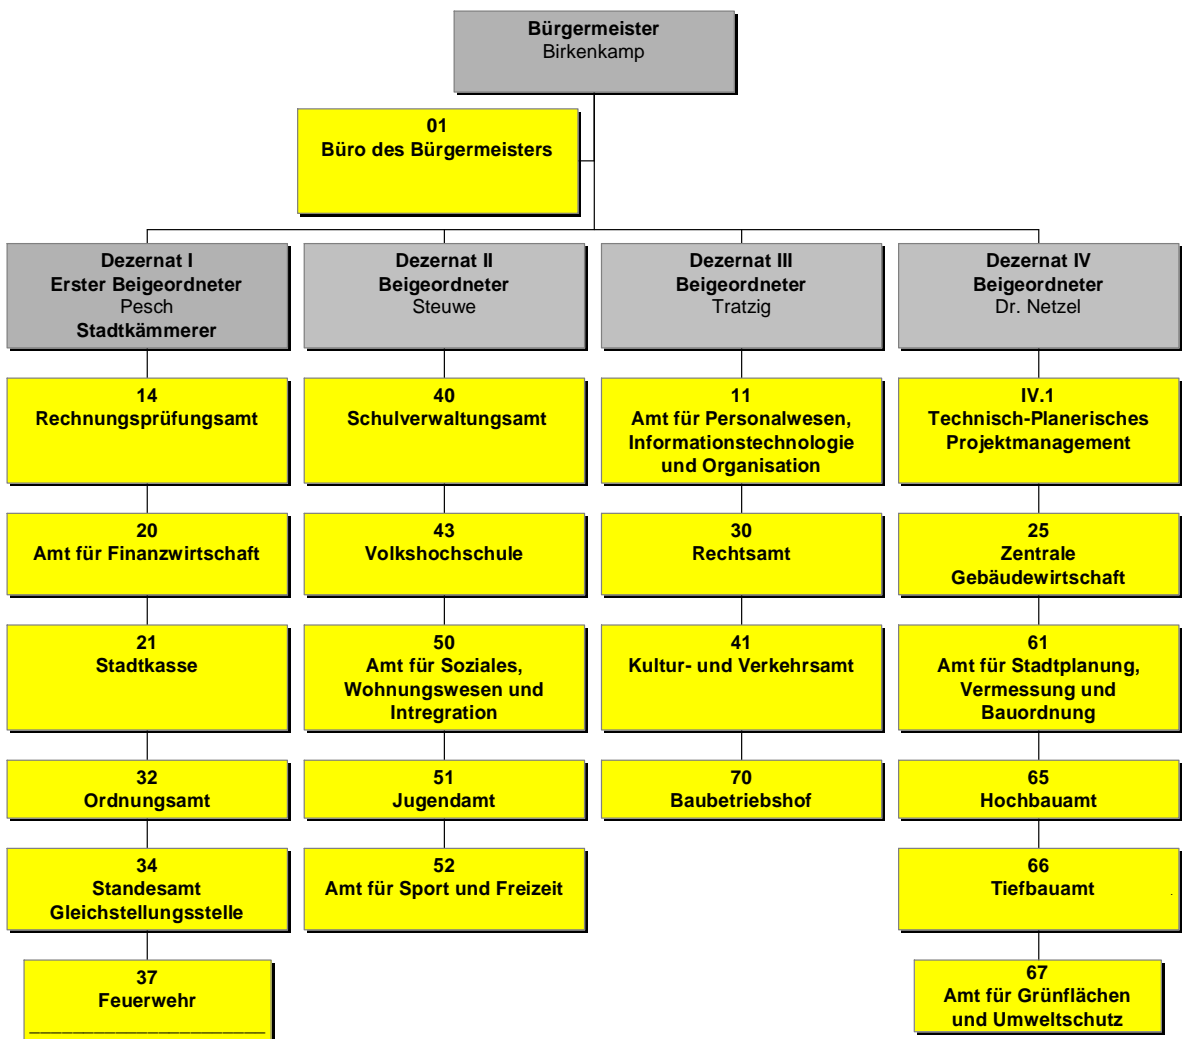 Bürgermeister
Birkenkamp
01
Büro des Bürgermeisters
Dezernat I
Erster Beigeordneter
Pesch
Stadtkämmerer
Dezernat II
Beigeordneter
Steuwe
Dezernat III
Beigeordneter
Tratzig
Dezernat IV
Beigeordneter
Dr. Netzel
14
Rechnungsprüfungsamt
40
Schulverwaltungsamt
11
Amt für Personalwesen,
Informationstechnologie
und Organisation
IV.1
Technisch-Planerisches
Projektmanagement
20
Amt für Finanzwirtschaft
43
Volkshochschule
30
Rechtsamt
25
Zentrale
Gebäudewirtschaft
21
Stadtkasse
50
Amt für Soziales,
Wohnungswesen und
Intregration
41
Kultur- und Verkehrsamt
61
Amt für Stadtplanung,
Vermessung und
Bauordnung
32
Ordnungsamt
51
Jugendamt
70
Baubetriebshof
65
Hochbauamt
34
Standesamt
Gleichstellungsstelle
52
Amt für Sport und Freizeit
66
Tiefbauamt
37
Feuerwehr
67
Amt für Grünflächen
und Umweltschutz